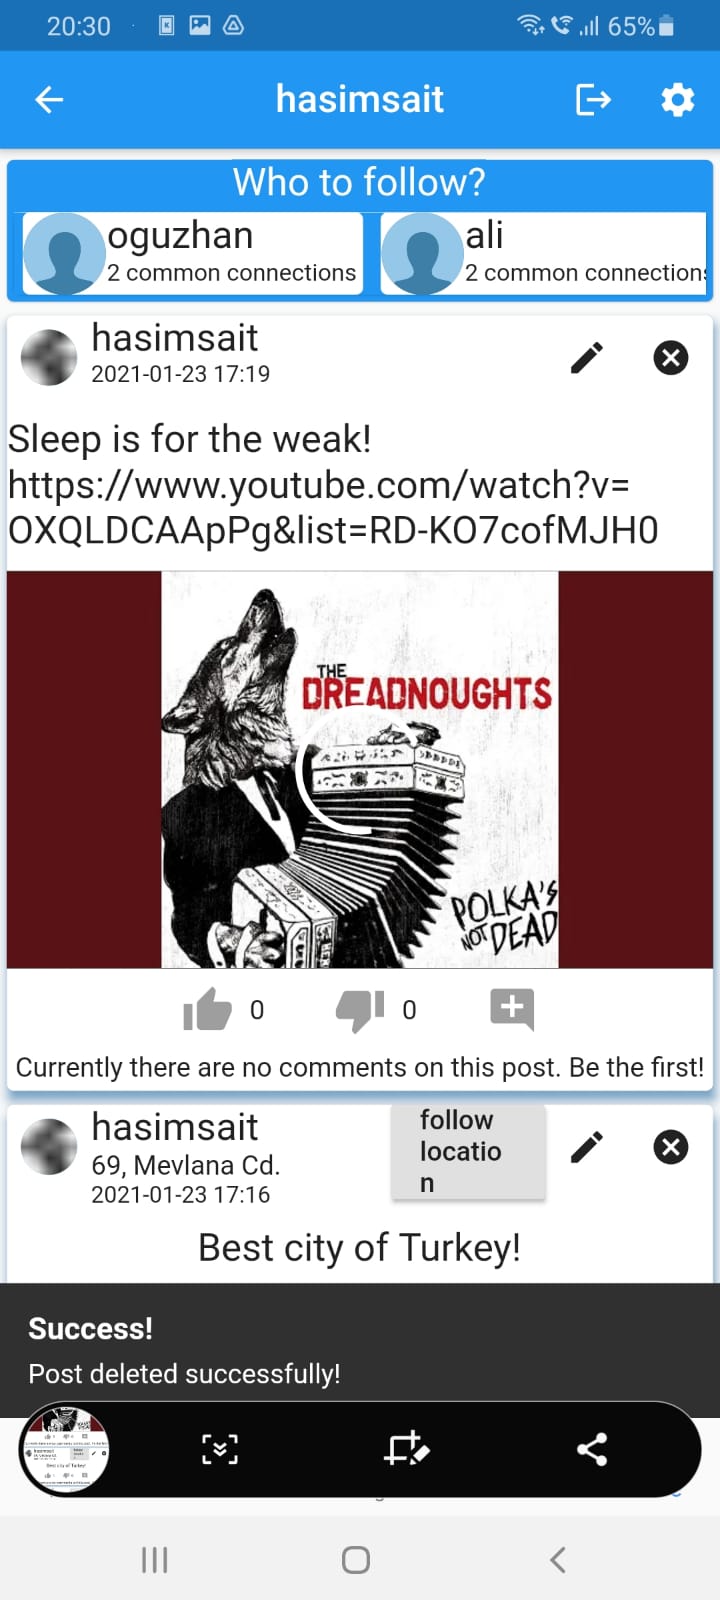 20:30
65%
hasimsait
Who to follow?
oguzhan
2 common connections
ali
2 common connections
hasimsait
2021-01-23 17:19
Sleep is for the weak!
https://www.youtube.com/watch?v=
OXQLDCAApPg&list=RD-KO7cofMJH0
THE
DREADNOUGHTS
POLKA'S
NOT DEAD
0
0
Currently there are no comments on this post. Be the first!
hasimsait
69, Mevlana Cd.
2021-01-23 17:16
follow
locatio
n
Best city of Turkey!
Success!
Post deleted successfully!